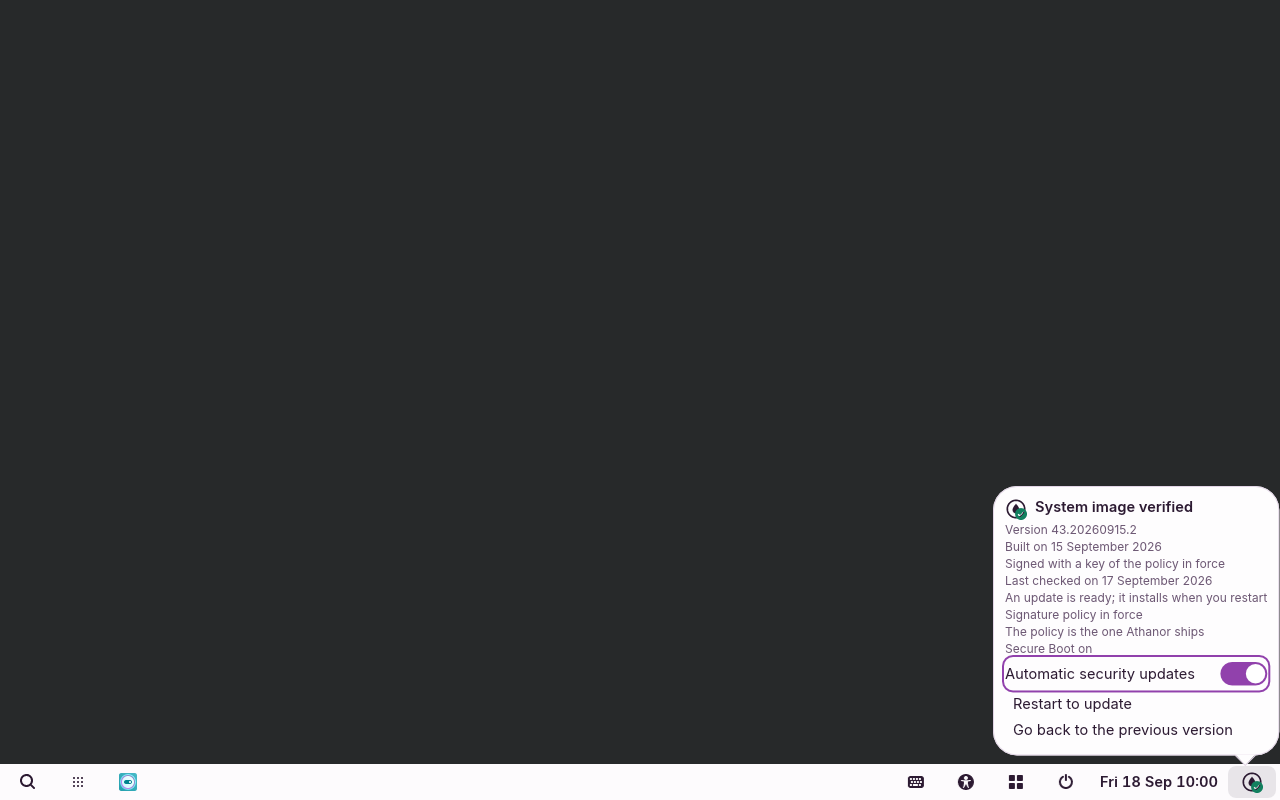 System image verified
Version 43.20260915.2
Built on 15 September 2026
Signed with a key of the policy in force
Last checked on 17 September 2026
An update is ready; it installs when you restart
Signature policy in force
The policy is the one Athanor ships
Secure Boot on
Automatic security updates
Restart to update
Go back to the previous version
Fri 18 Sep 10:00